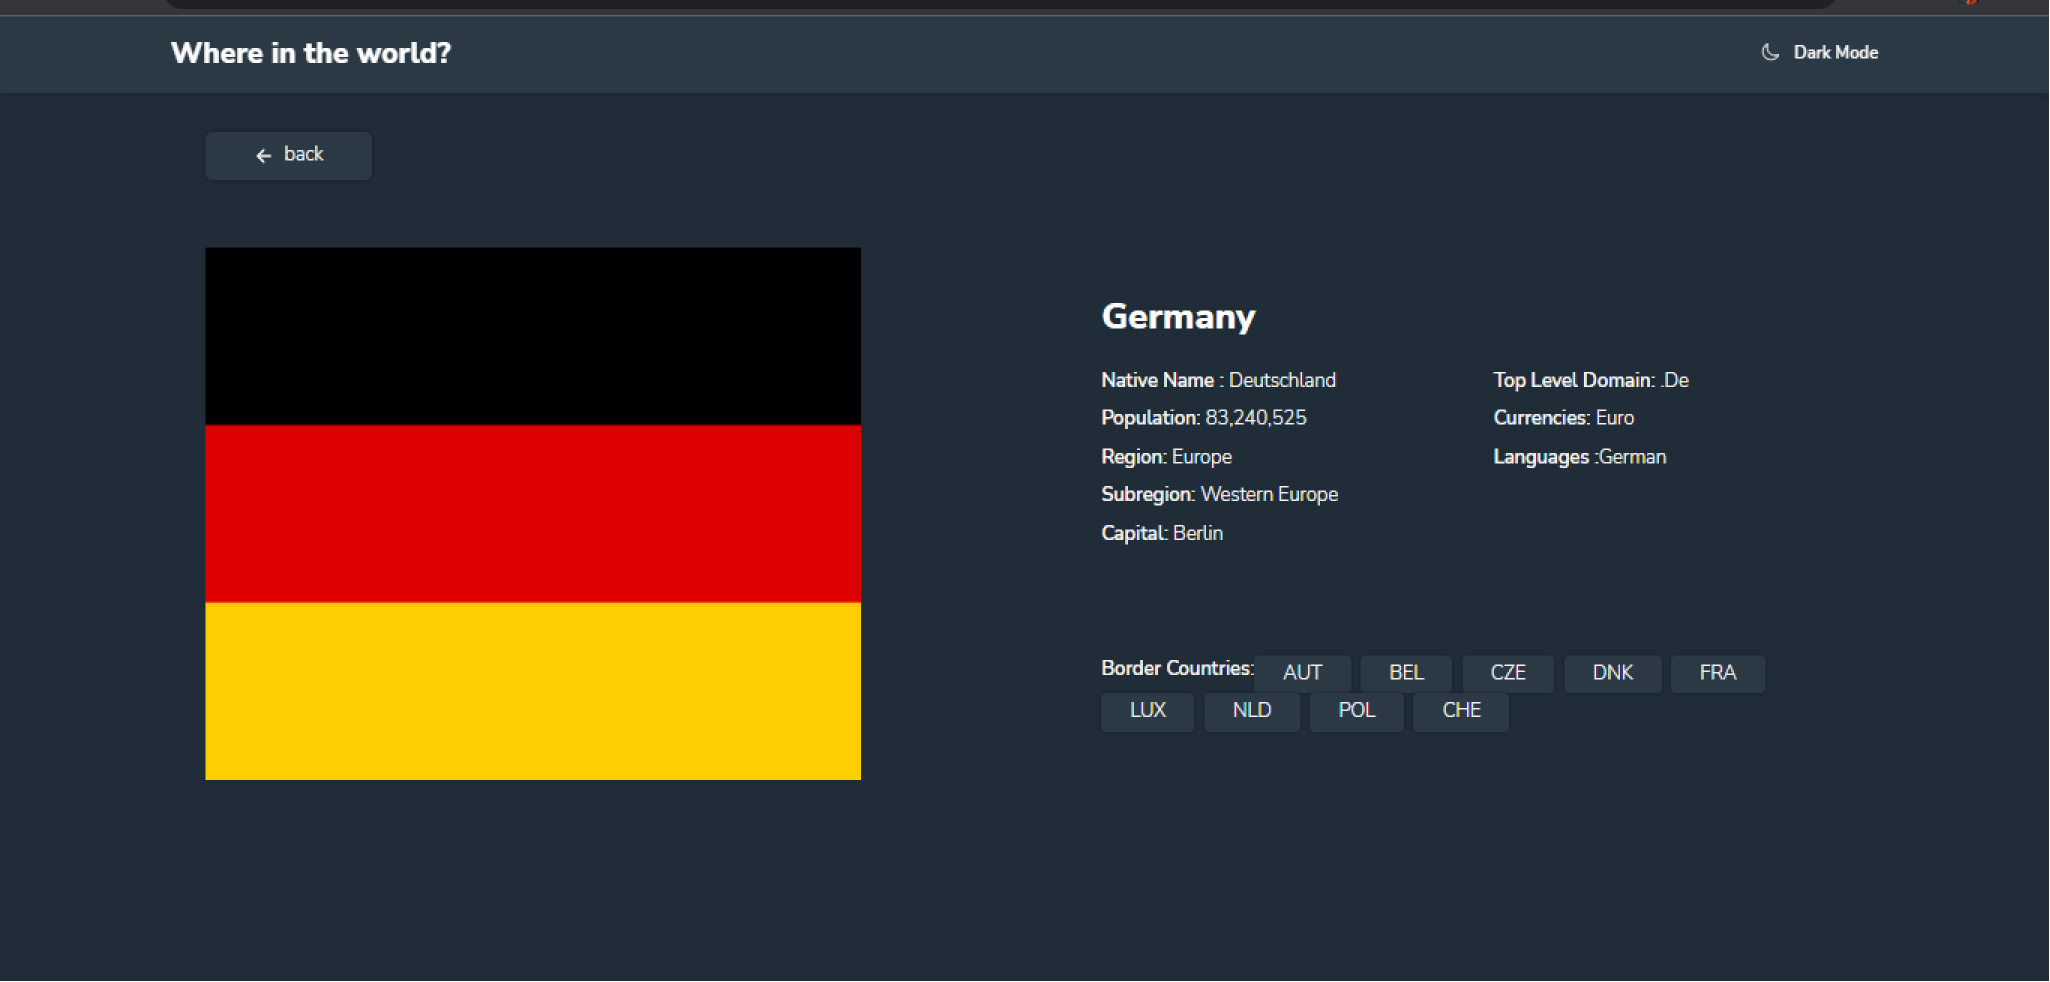 Where in the world?
Dark Mode
back
Germany
Native Name : Deutschland
Population: 83,240,525
Region: Europe
Subregion: Western Europe
Capital: Berlin
Top Level Domain: .De
Currencies: Euro
Languages :German
Border Countries: AUT BEL CZE DNK FRA
LUX NLD POL CHE